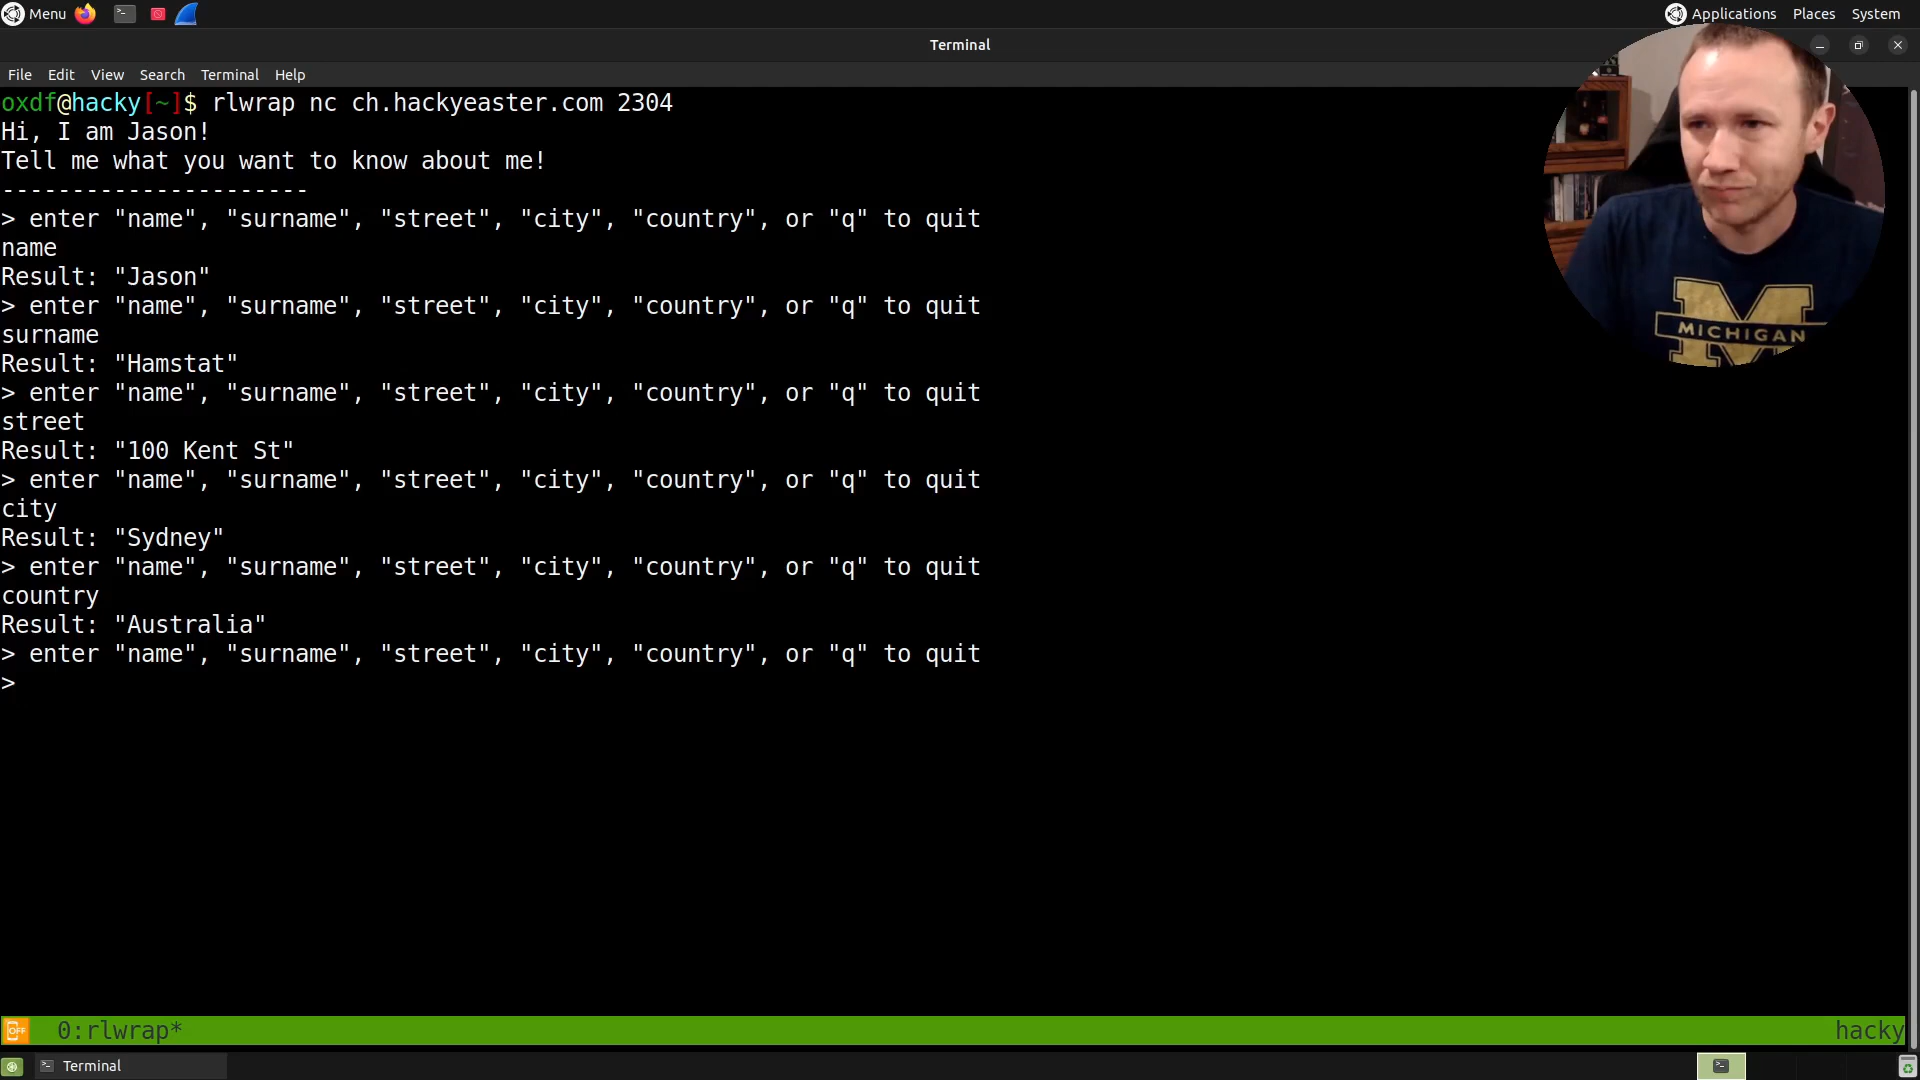 Menu
Applications Places System
Terminal
File Edit View Search Terminal Help
oxdf@hacky[~]$ rlwrap nc ch.hackyeaster.com 2304
Hi, I am Jason!
Tell me what you want to know about me!
----------------------
> enter "name", "surname", "street", "city", "country", or "q" to quit
name
Result: "Jason"
> enter "name", "surname", "street", "city", "country", or "q" to quit
surname
Result: "Hamstat"
> enter "name", "surname", "street", "city", "country", or "q" to quit
street
Result: "100 Kent St"
> enter "name", "surname", "street", "city", "country", or "q" to quit
city
Result: "Sydney"
> enter "name", "surname", "street", "city", "country", or "q" to quit
country
Result: "Australia"
> enter "name", "surname", "street", "city", "country", or "q" to quit
>
M
MICHIGAN
OFF 0:rlwrap* hacky
Terminal